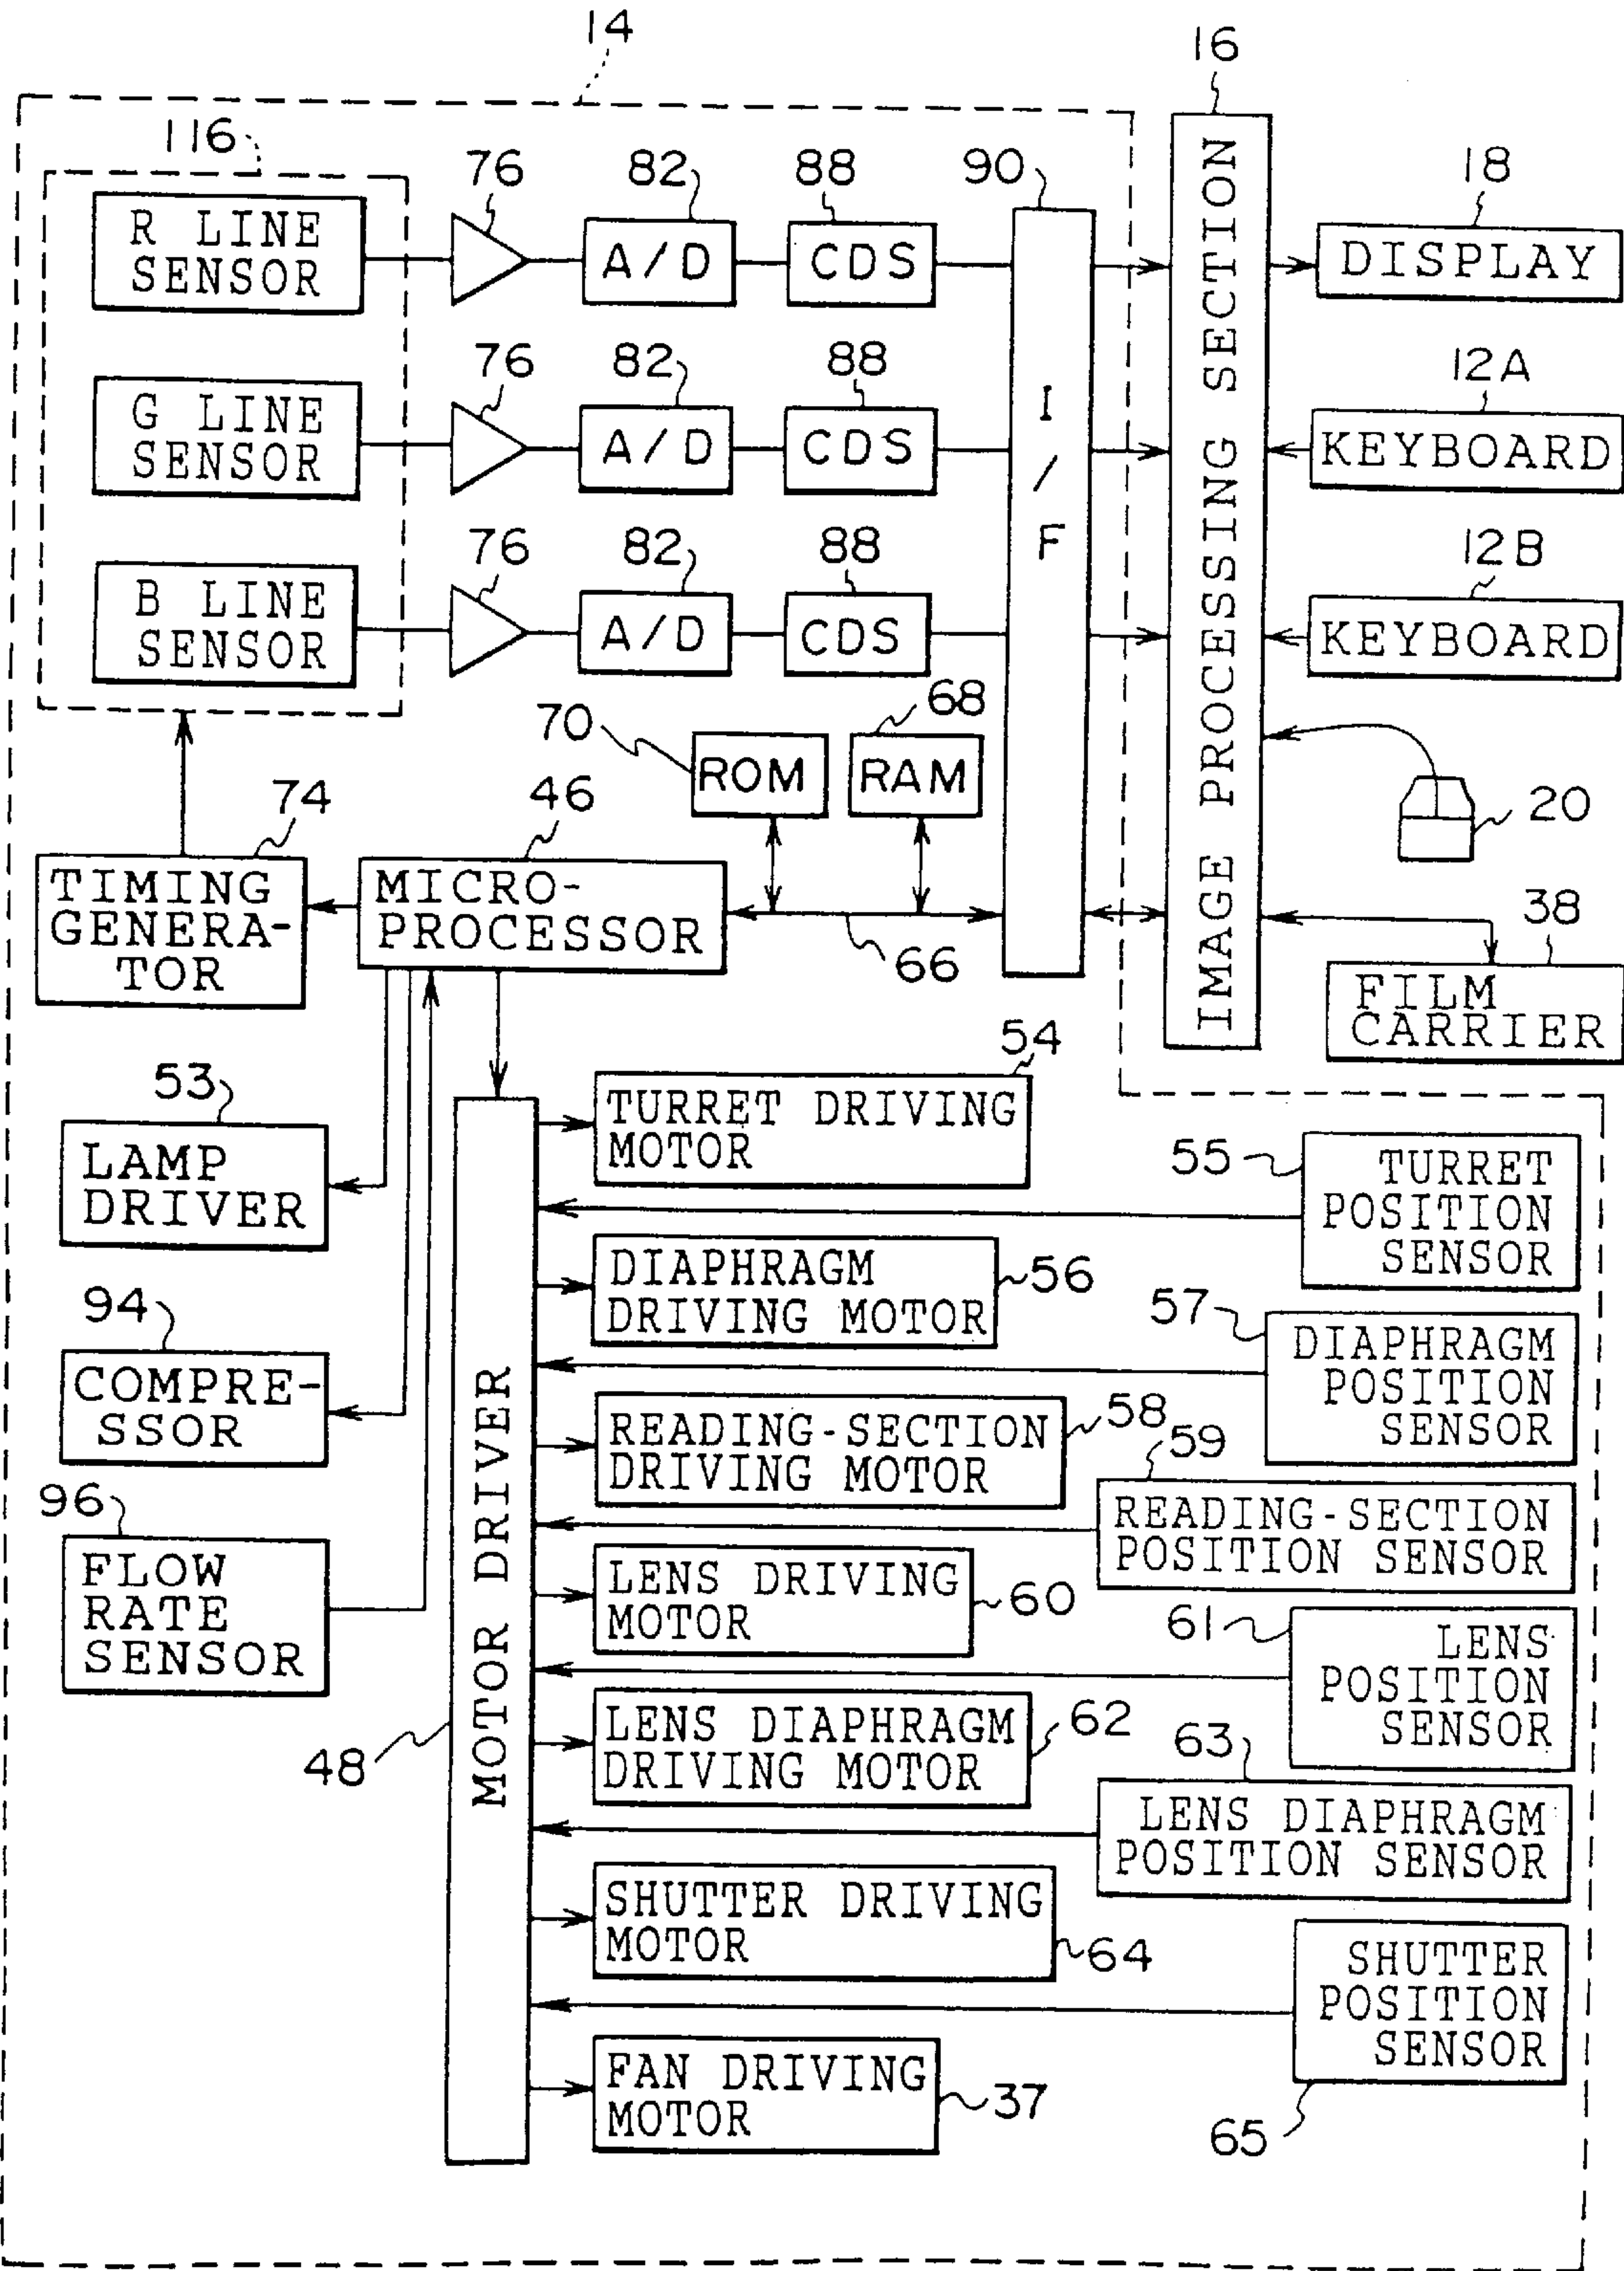 14
16
116
76
82
88
90
18
R LINE
SENSOR
A/D
CDS
DISPLAY
76
82
88
12A
G LINE
SENSOR
A/D
CDS
I
/
F
KEYBOARD
76
82
88
12B
B LINE
SENSOR
A/D
CDS
KEYBOARD
IMAGE PROCESSING SECTION
70
68
ROM
RAM
20
74
46
TIMING
GENERA-
TOR
MICRO-
PROCESSOR
66
38
FILM
CARRIER
53
LAMP
DRIVER
94
COMPRE-
SSOR
96
FLOW
RATE
SENSOR
48
MOTOR DRIVER
54
TURRET DRIVING
MOTOR
55
TURRET
POSITION
SENSOR
DIAPHRAGM
DRIVING MOTOR
56
57
DIAPHRAGM
POSITION
SENSOR
READING-SECTION
DRIVING MOTOR
58
59
READING-SECTION
POSITION SENSOR
LENS DRIVING
MOTOR
60
61
LENS
POSITION
SENSOR
LENS DIAPHRAGM
DRIVING MOTOR
62
63
LENS DIAPHRAGM
POSITION SENSOR
SHUTTER DRIVING
MOTOR
64
SHUTTER
POSITION
SENSOR
65
FAN DRIVING
MOTOR
37